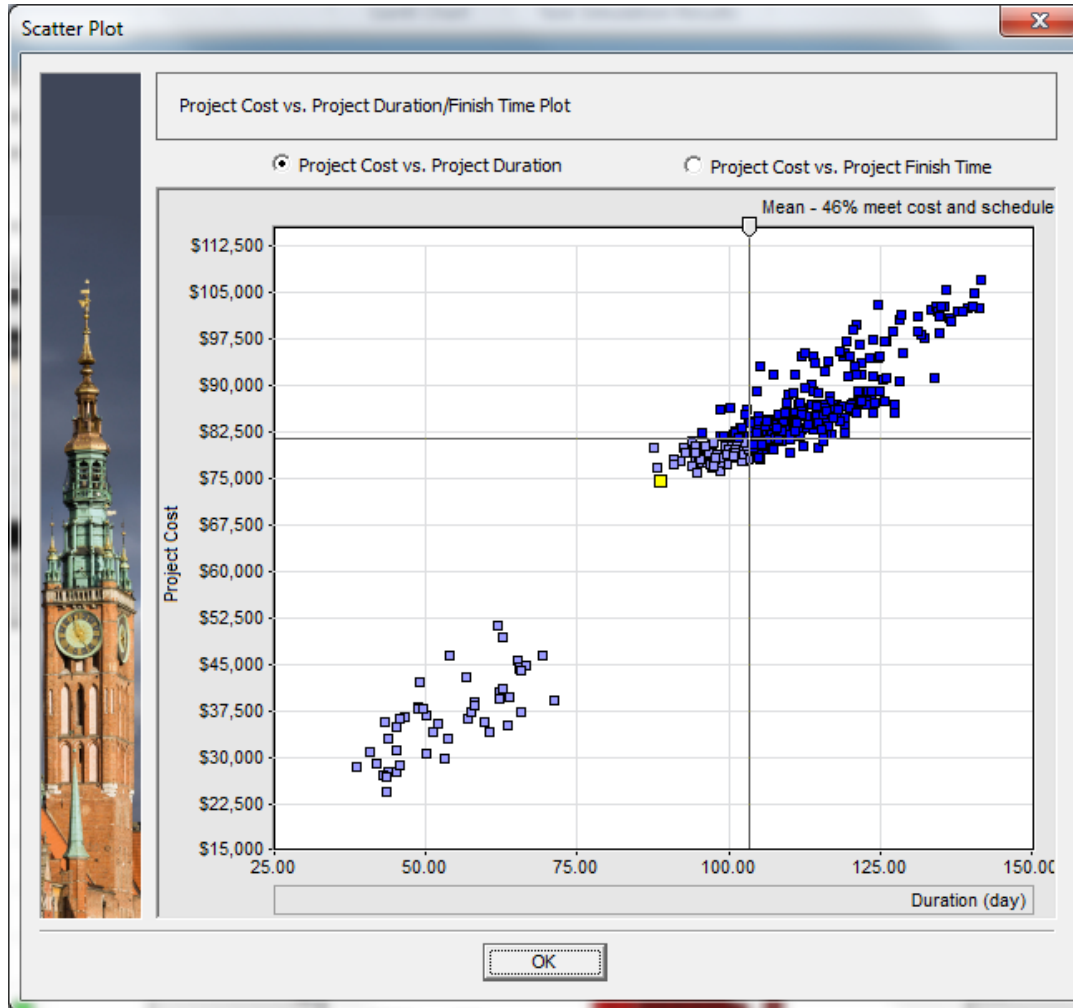 Scatter Plot
Project Cost vs. Project Duration/Finish Time Plot
Project Cost vs. Project Duration
Project Cost vs. Project Finish Time
Mean - 46% meet cost and schedule
$112,500
$105,000
$97,500
$90,000
$82,500
$75,000
$67,500
$60,000
$52,500
$45,000
$37,500
$30,000
$22,500
$15,000
Project Cost
25.00 50.00 75.00 100.00 125.00 150.00
Duration (day)
OK